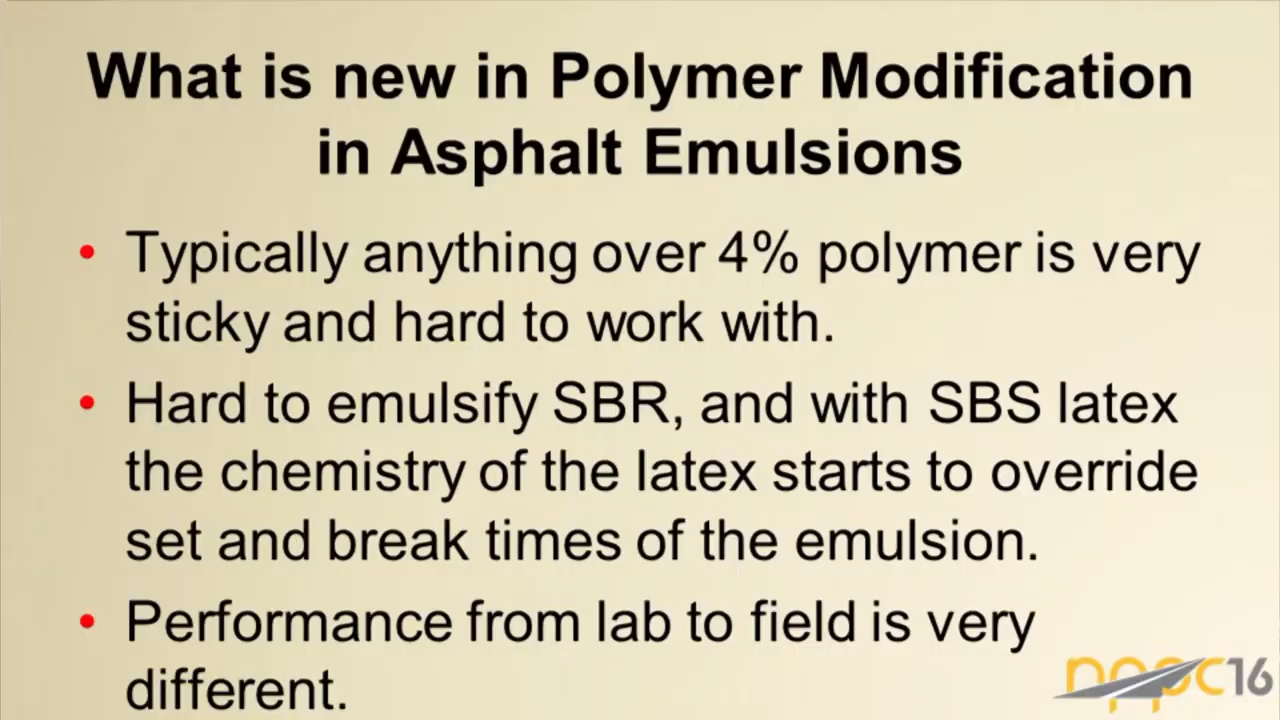 What is new in Polymer Modification
in Asphalt Emulsions
• Typically anything over 4% polymer is very
sticky and hard to work with.
• Hard to emulsify SBR, and with SBS latex
the chemistry of the latex starts to override
set and break times of the emulsion.
• Performance from lab to field is very
different.
nppc16